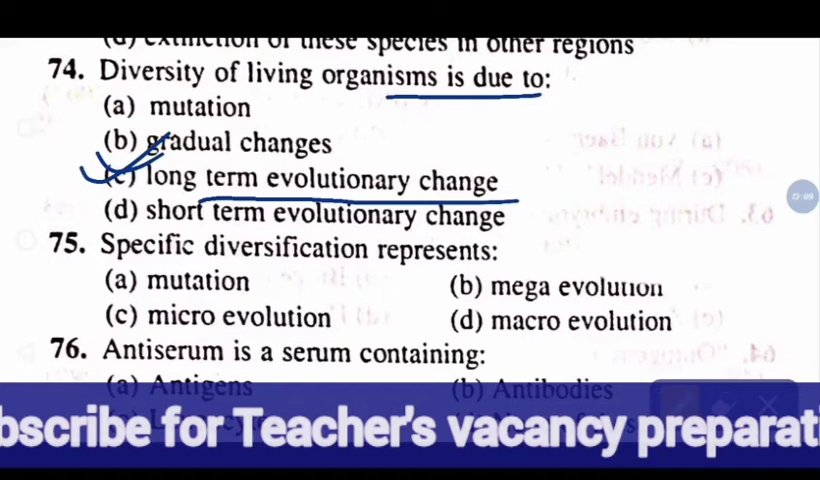 (d) extinction of these species in other regions
74. Diversity of living organisms is due to:
(a) mutation
(b) gradual changes
(c) long term evolutionary change
(d) short term evolutionary change
75. Specific diversification represents:
(a) mutation (b) mega evolution
(c) micro evolution (d) macro evolution
76. Antiserum is a serum containing:
(a) Antigens (b) Antibodies
bscribe for Teacher's vacancy preparati